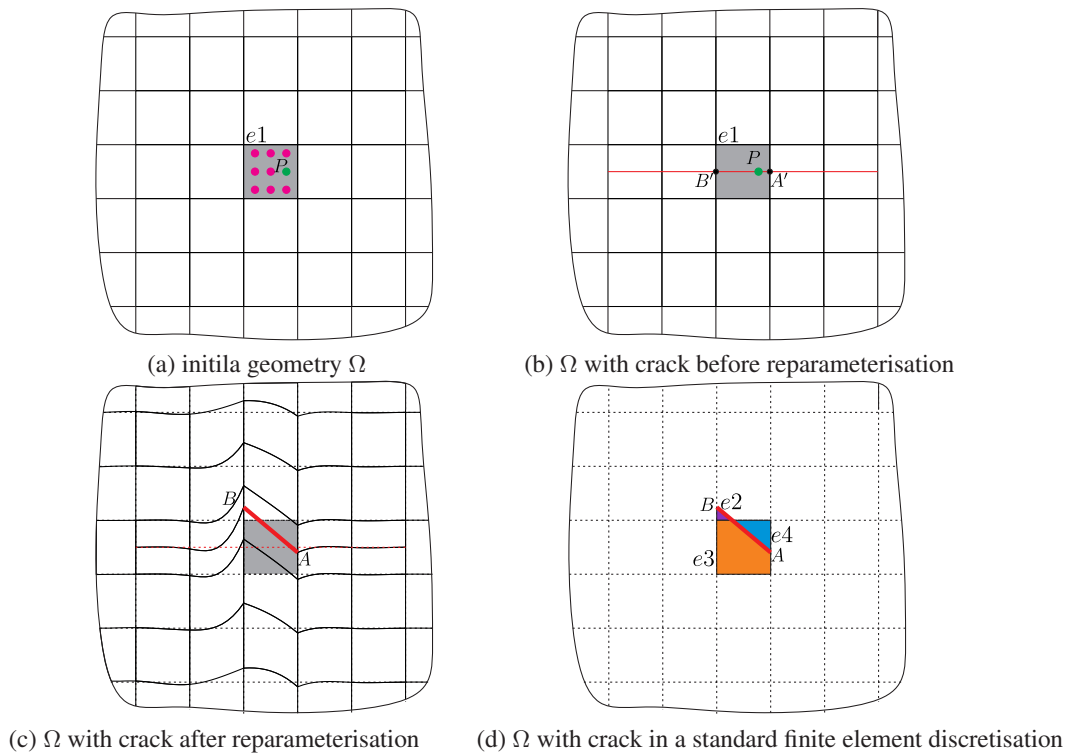 e1
P
(a) initila geometry Ω
e1
P
B′
A′
(b) Ω with crack before reparameterisation
B
A
(c) Ω with crack after reparameterisation
B
e2
e4
A
e3
(d) Ω with crack in a standard finite element discretisation